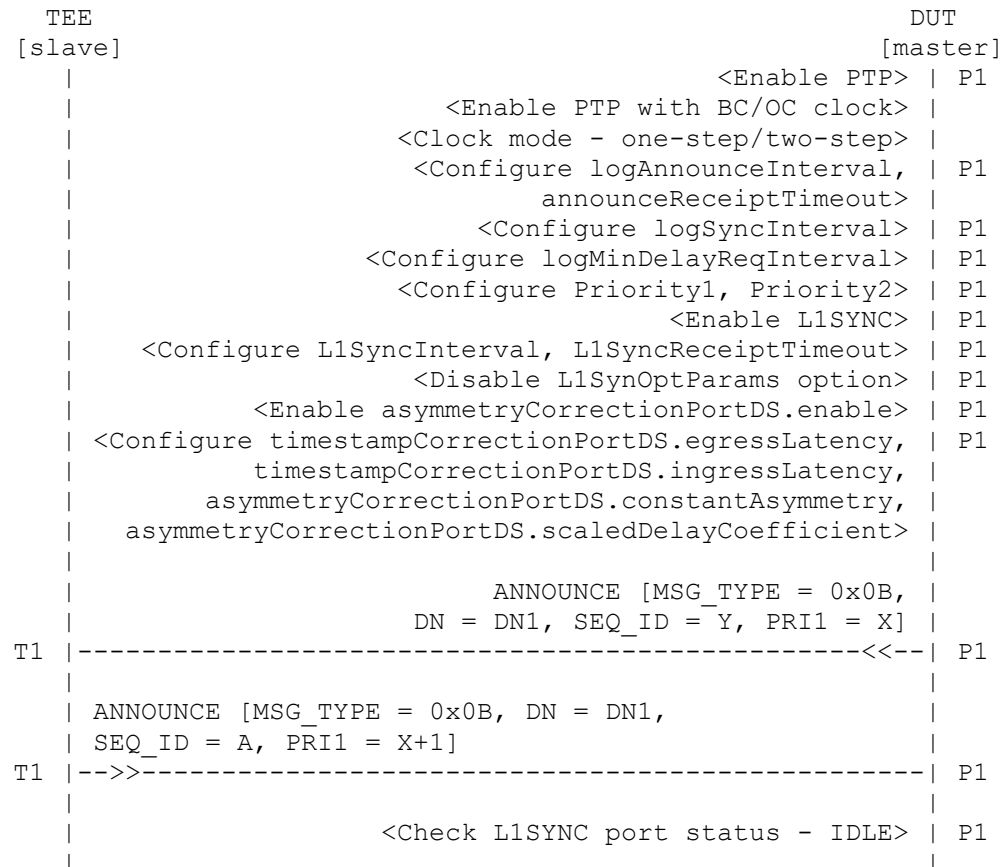 TEE DUT
[slave] [master]
| <Enable PTP> | P1
| <Enable PTP with BC/OC clock> |
| <Clock mode - one-step/two-step> |
| <Configure logAnnounceInterval, | P1
| announceReceiptTimeout> |
| <Configure logSyncInterval> | P1
| <Configure logMinDelayReqInterval> | P1
| <Configure Priority1, Priority2> | P1
| <Enable L1SYNC> | P1
| <Configure L1SyncInterval, L1SyncReceiptTimeout> | P1
| <Disable L1SynOptParams option> | P1
| <Enable asymmetryCorrectionPortDS.enable> | P1
| <Configure timestampCorrectionPortDS.egressLatency, | P1
| timestampCorrectionPortDS.ingressLatency, |
| asymmetryCorrectionPortDS.constantAsymmetry, |
| asymmetryCorrectionPortDS.scaledDelayCoefficient> |
| |
| ANNOUNCE [MSG_TYPE = 0x0B, |
| DN = DN1, SEQ_ID = Y, PRI1 = X] |
T1 |-------------------------------------------------<<--| P1
| |
| ANNOUNCE [MSG_TYPE = 0x0B, DN = DN1, |
| SEQ_ID = A, PRI1 = X+1] |
T1 |-->>-------------------------------------------------| P1
| |
| <Check L1SYNC port status - IDLE> | P1
| |